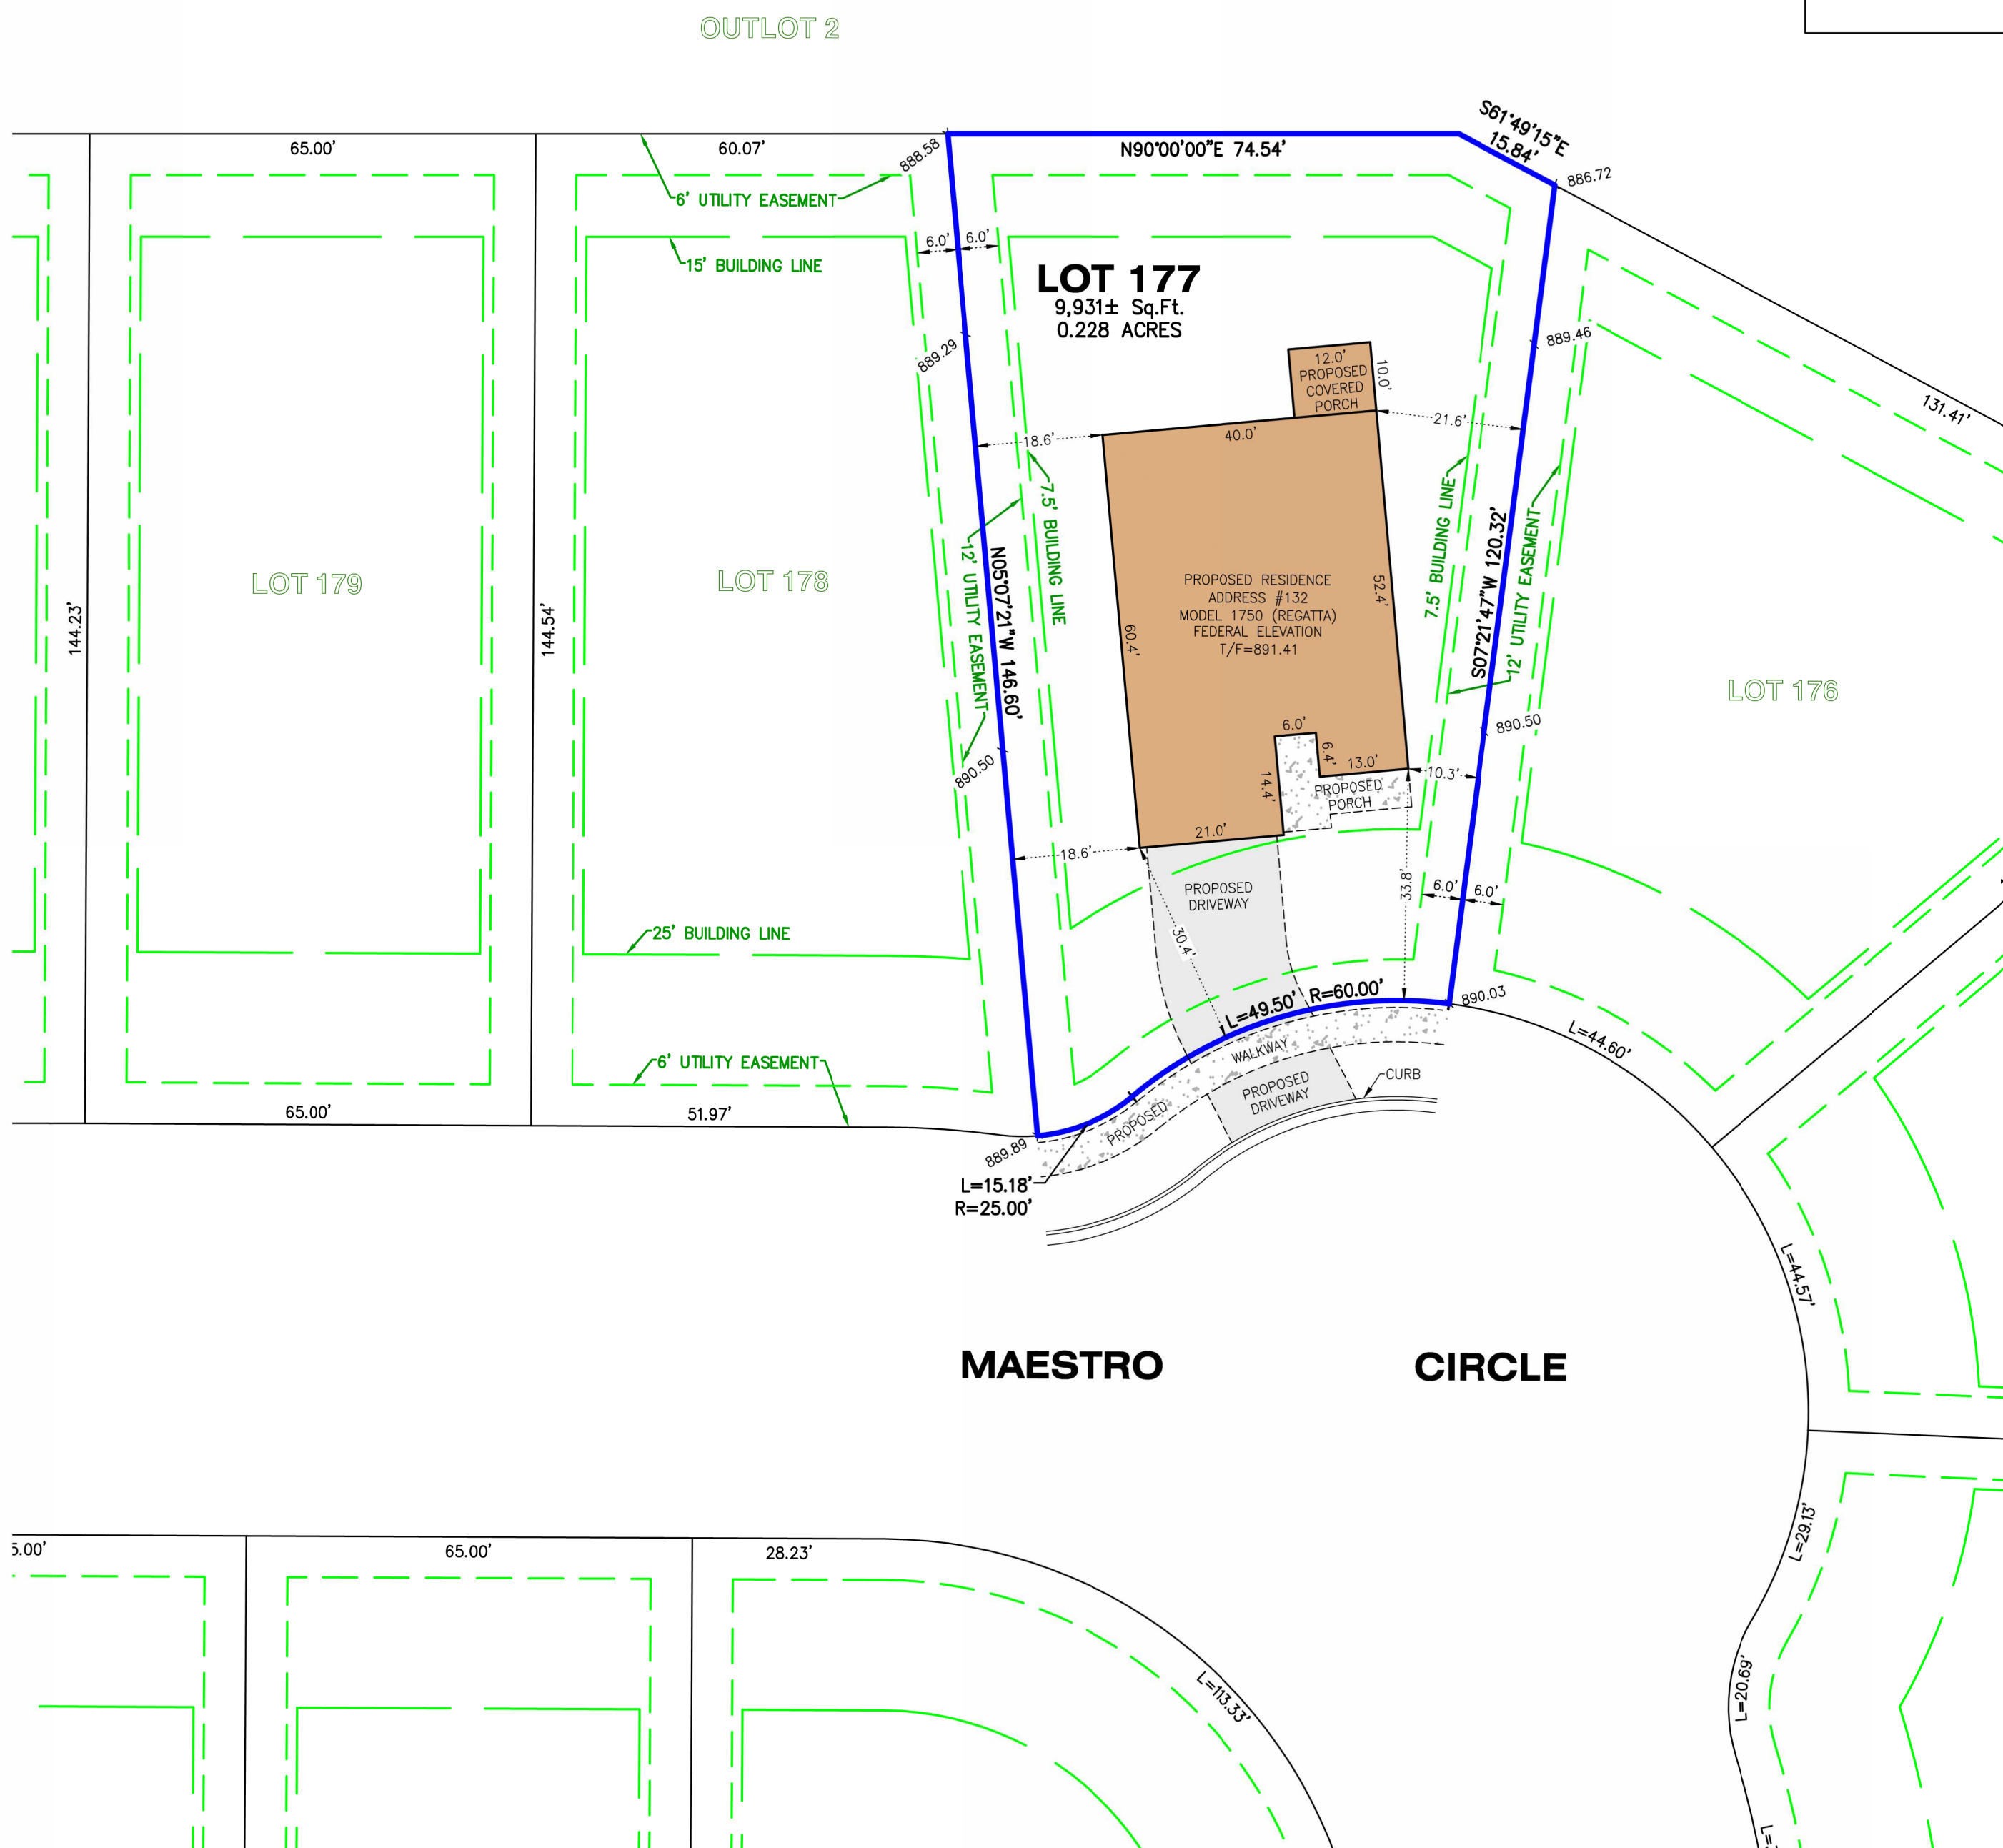 OUTLOT 2
S61°49'15"E
15.84'
65.00'
60.07'
888.58
N90°00'00"E 74.54'
886.72
6' UTILITY EASEMENT
6.0'
6.0'
15' BUILDING LINE
LOT 177
9,931± Sq.Ft.
0.228 ACRES
889.29
889.46
12.0'
PROPOSED
COVERED
PORCH
10.0'
131.41'
18.6'
40.0'
21.6'
7.5' BUILDING LINE
12' UTILITY EASEMENT
N05°07'21"W 146.60'
7.5' BUILDING LINE
S07°21'47"W 120.32'
12' UTILITY EASEMENT
LOT 179
LOT 178
PROPOSED RESIDENCE
ADDRESS #132
MODEL 1750 (REGATTA)
FEDERAL ELEVATION
T/F=891.41
52.4'
60.4'
144.23'
144.54'
LOT 176
890.50
890.50
6.0'
6.4'
13.0'
14.4'
10.3'
PROPOSED
PORCH
21.0'
18.6'
PROPOSED
DRIVEWAY
33.8'
6.0'
6.0'
25' BUILDING LINE
30.4'
L=49.50' R=60.00'
890.03
L=44.60'
6' UTILITY EASEMENT
WALKWAY
PROPOSED
PROPOSED
DRIVEWAY
CURB
65.00'
51.97'
889.89
L=15.18'
R=25.00'
L=44.57'
MAESTRO CIRCLE
L=29.13'
5.00'
65.00'
28.23'
L=113.33'
L=20.69'